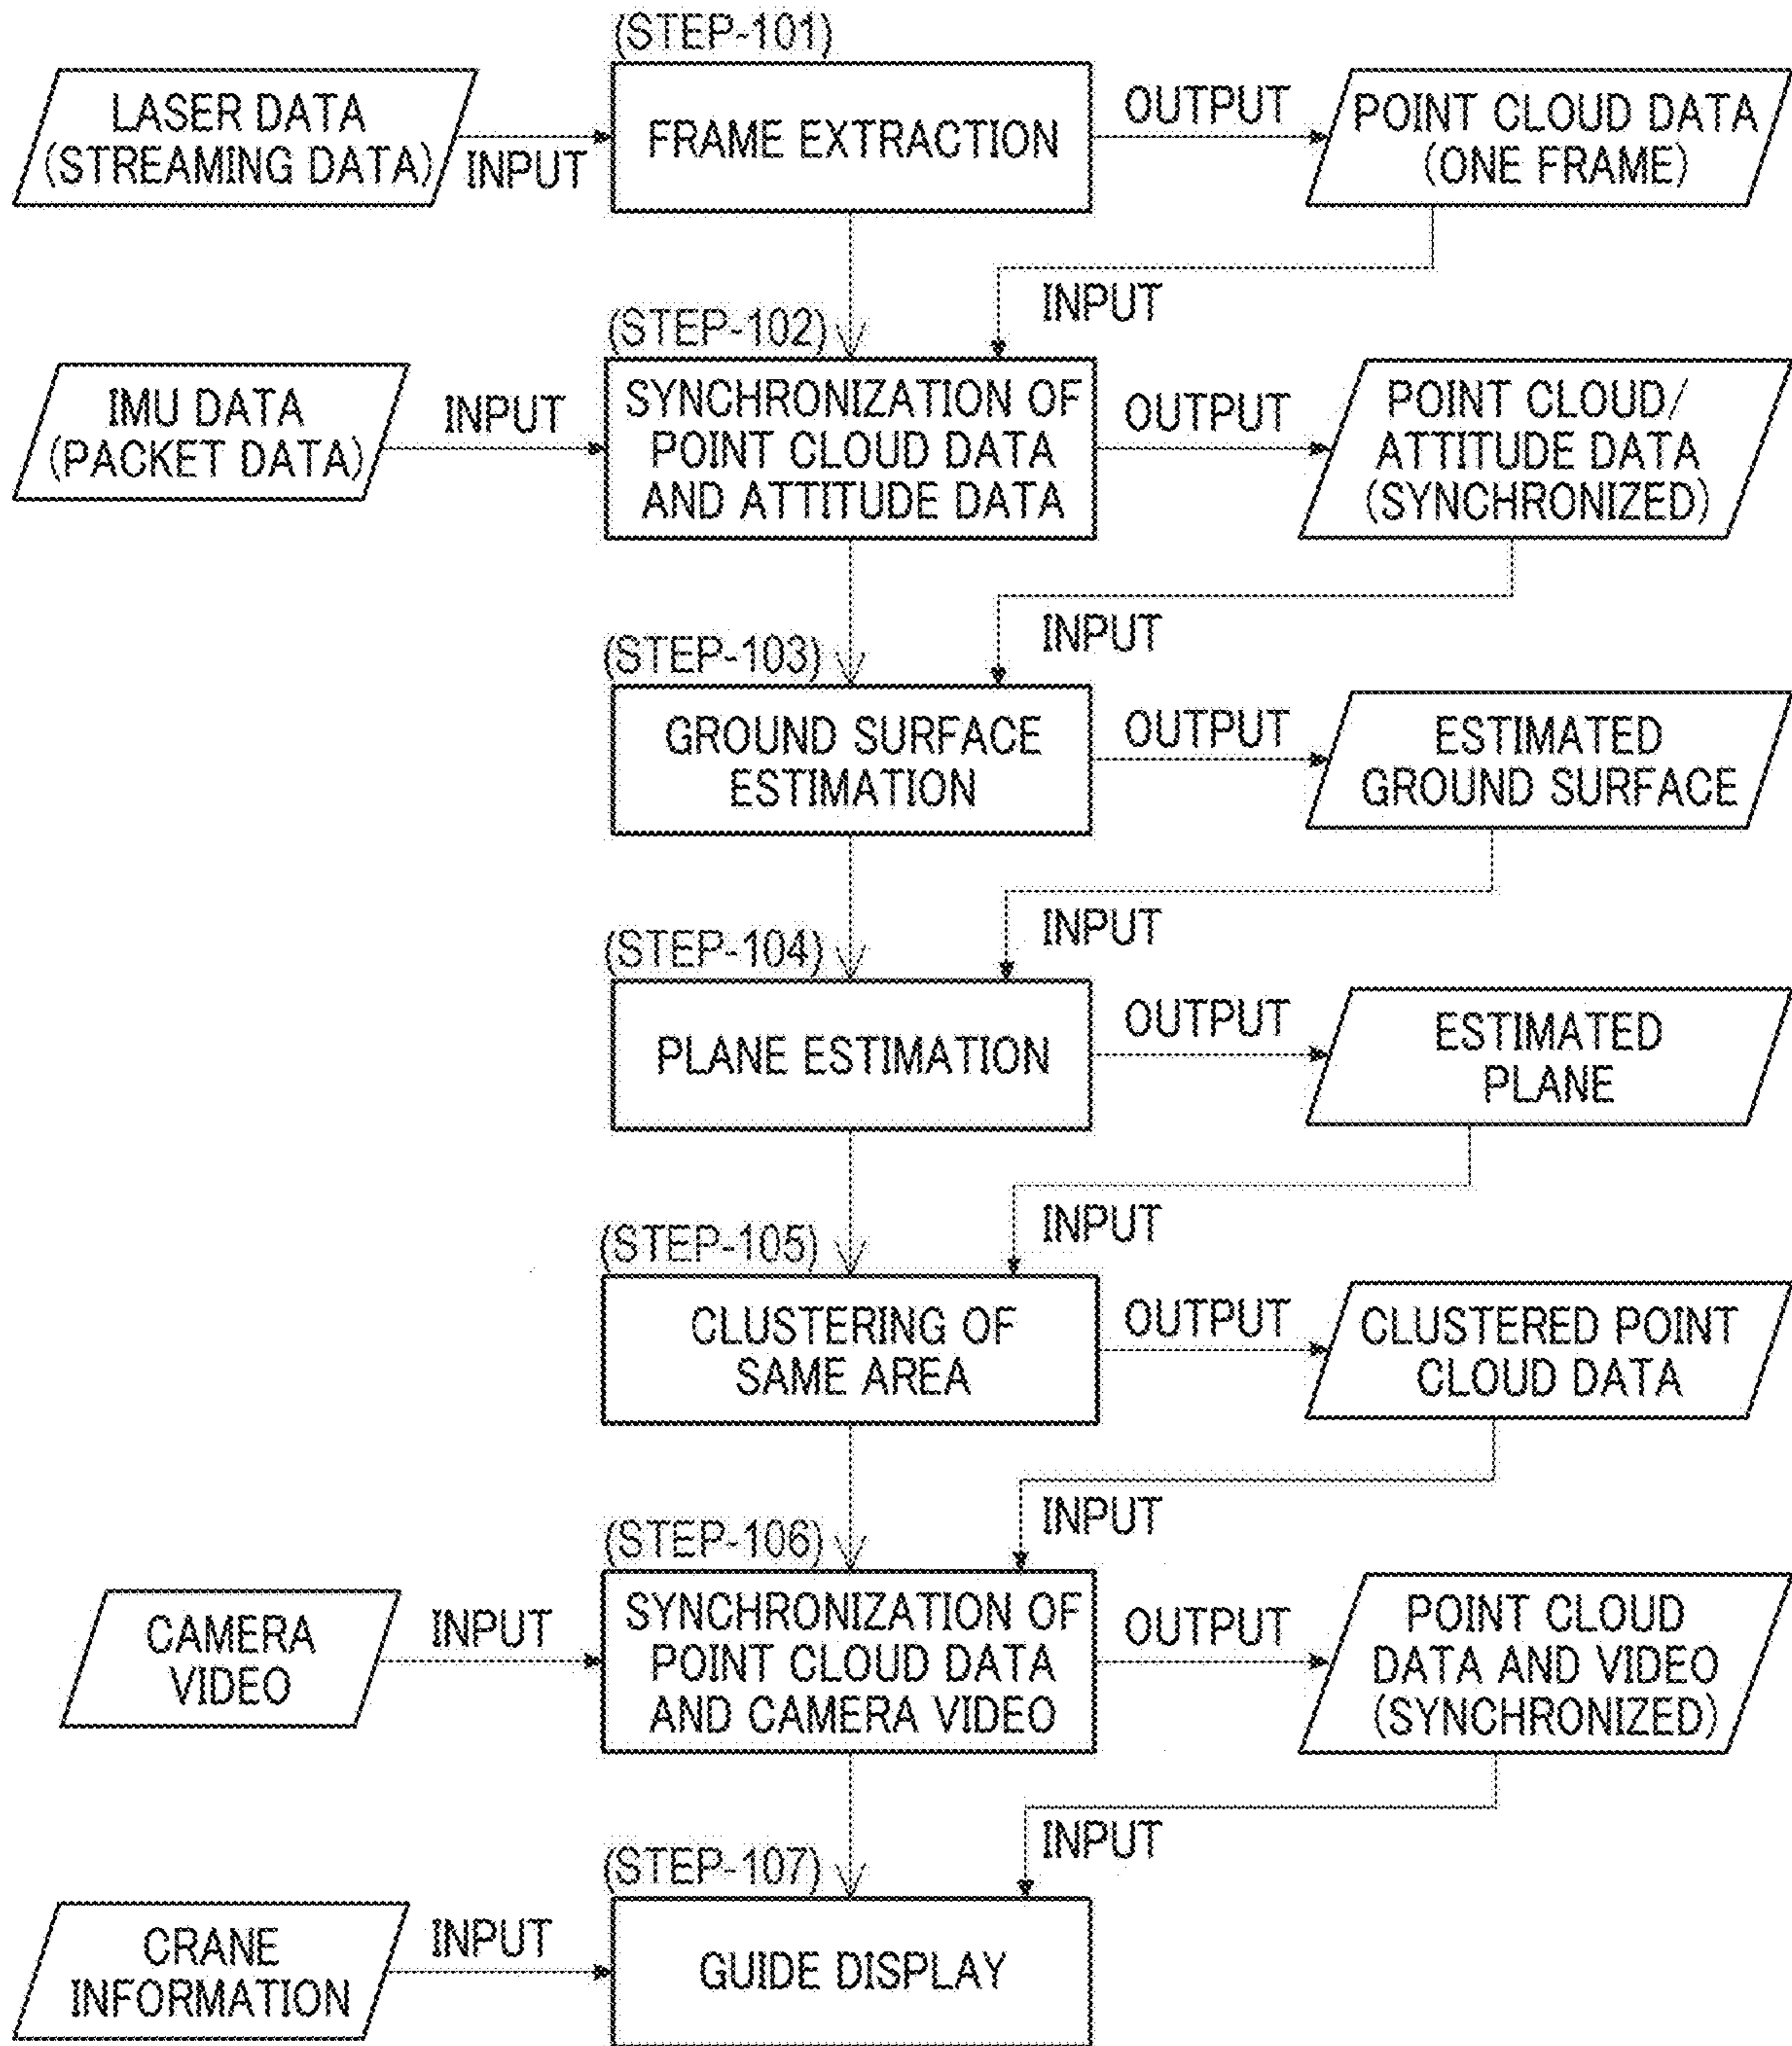 (STEP-101)
LASER DATA
(STREAMING DATA)
INPUT
FRAME EXTRACTION
OUTPUT
POINT CLOUD DATA
(ONE FRAME)
INPUT
(STEP-102)
IMU DATA
(PACKET DATA)
INPUT
SYNCHRONIZATION OF
POINT CLOUD DATA
AND ATTITUDE DATA
OUTPUT
POINT CLOUD/
ATTITUDE DATA
(SYNCHRONIZED)
INPUT
(STEP-103)
GROUND SURFACE
ESTIMATION
OUTPUT
ESTIMATED
GROUND SURFACE
INPUT
(STEP-104)
PLANE ESTIMATION
OUTPUT
ESTIMATED
PLANE
INPUT
(STEP-105)
CLUSTERING OF
SAME AREA
OUTPUT
CLUSTERED POINT
CLOUD DATA
INPUT
(STEP-106)
CAMERA
VIDEO
INPUT
SYNCHRONIZATION OF
POINT CLOUD DATA
AND CAMERA VIDEO
OUTPUT
POINT CLOUD
DATA AND VIDEO
(SYNCHRONIZED)
INPUT
(STEP-107)
CRANE
INFORMATION
INPUT
GUIDE DISPLAY